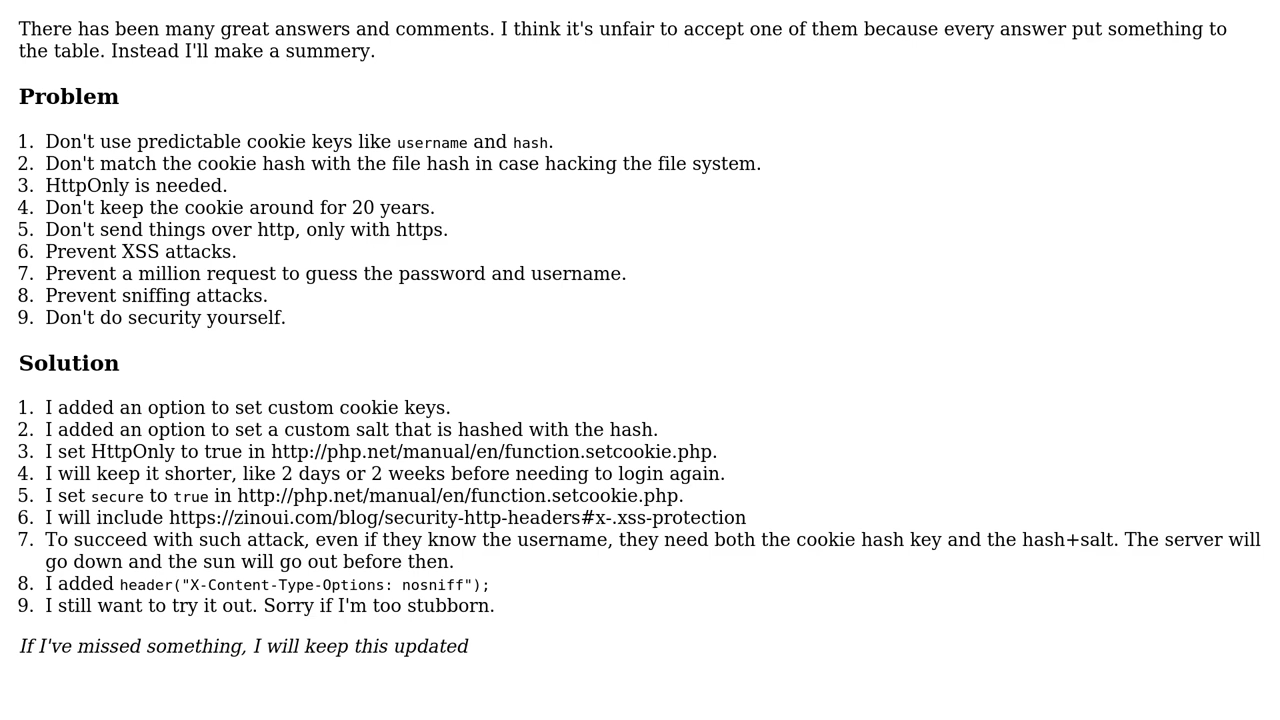 There has been many great answers and comments. I think it's unfair to accept one of them because every answer put something to
the table. Instead I'll make a summery.
Problem
1. Don't use predictable cookie keys like username and hash.
2. Don't match the cookie hash with the file hash in case hacking the file system.
3. HttpOnly is needed.
4. Don't keep the cookie around for 20 years.
5. Don't send things over http, only with https.
6. Prevent XSS attacks.
7. Prevent a million request to guess the password and username.
8. Prevent sniffing attacks.
9. Don't do security yourself.
Solution
1. I added an option to set custom cookie keys.
2. I added an option to set a custom salt that is hashed with the hash.
3. I set HttpOnly to true in http://php.net/manual/en/function.setcookie.php.
4. I will keep it shorter, like 2 days or 2 weeks before needing to login again.
5. I set secure to true in http://php.net/manual/en/function.setcookie.php.
6. I will include https://zinoui.com/blog/security-http-headers#x-.xss-protection
7. To succeed with such attack, even if they know the username, they need both the cookie hash key and the hash+salt. The server will
go down and the sun will go out before then.
8. I added header("X-Content-Type-Options: nosniff");
9. I still want to try it out. Sorry if I'm too stubborn.
If I've missed something, I will keep this updated